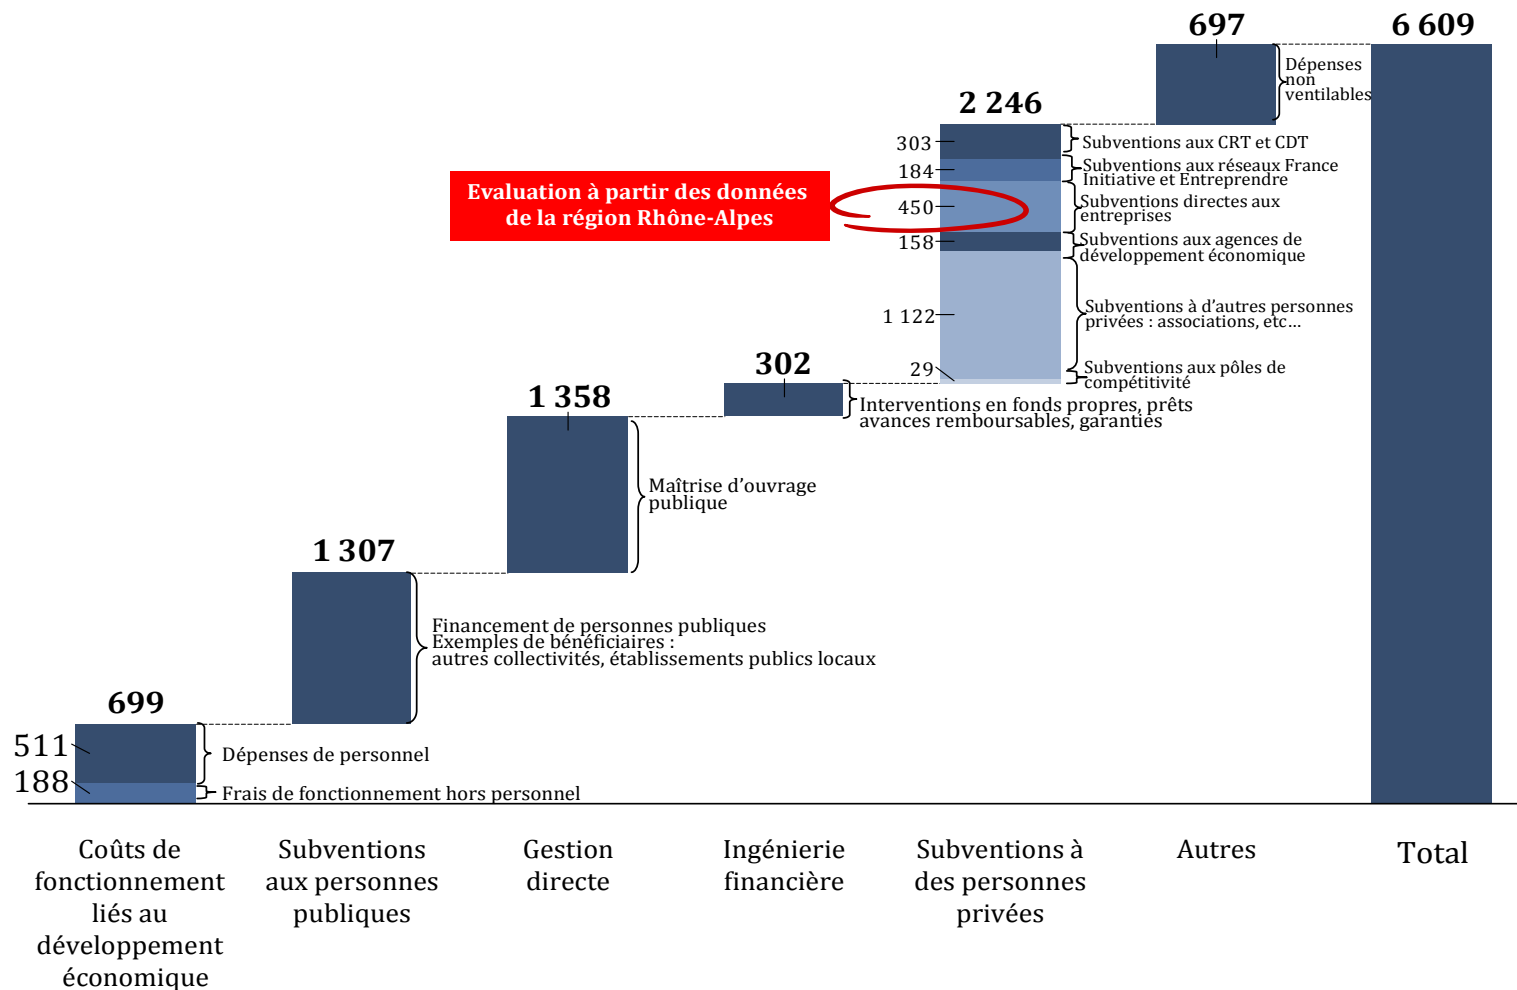 697
6 609
Dépenses
non
ventilables
2 246
303
Subventions aux CRT et CDT
184
Subventions aux réseaux France
Initiative et Entreprendre
Evaluation à partir des données
de la région Rhône-Alpes
450
Subventions directes aux
entreprises
158
Subventions aux agences de
développement économique
1 122
Subventions à d’autres personnes
privées : associations, etc…
29
Subventions aux pôles de
compétitivité
302
Interventions en fonds propres, prêts
avances remboursables, garanties
1 358
Maîtrise d’ouvrage
publique
1 307
Financement de personnes publiques
Exemples de bénéficiaires :
autres collectivités, établissements publics locaux
699
511
Dépenses de personnel
188
Frais de fonctionnement hors personnel
Coûts de
fonctionnement
liés au
développement
économique
Subventions
aux personnes
publiques
Gestion
directe
Ingénierie
financière
Subventions à
des personnes
privées
Autres
Total